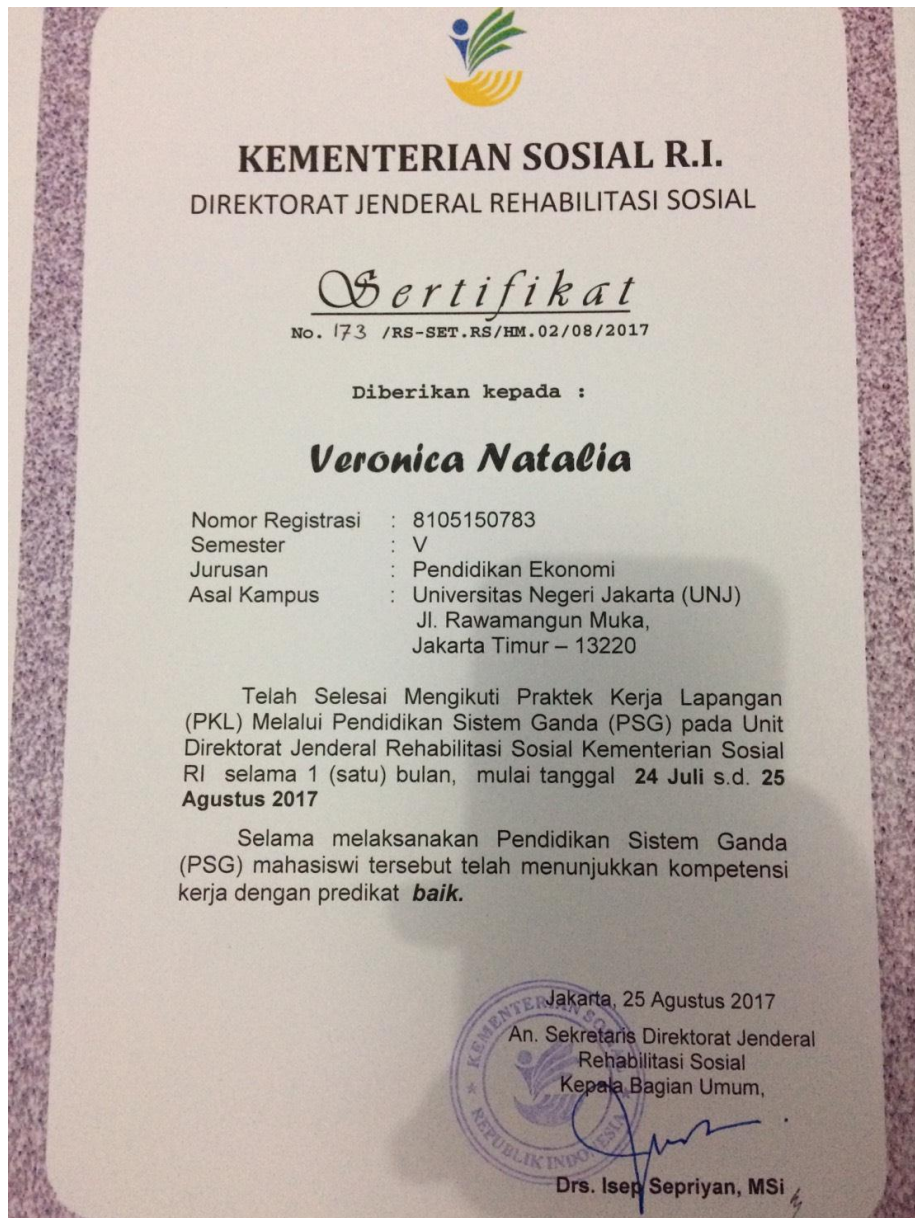 KEMENTERIAN SOSIAL R.I.
DIREKTORAT JENDERAL REHABILITASI SOSIAL
Sertifikat
No. 173 /RS-SET.RS/HM.02/08/2017
Diberikan kepada :
Veronica Natalia
Nomor Registrasi : 8105150783
Semester : V
Jurusan : Pendidikan Ekonomi
Asal Kampus : Universitas Negeri Jakarta (UNJ)
Jl. Rawamangun Muka,
Jakarta Timur – 13220
Telah Selesai Mengikuti Praktek Kerja Lapangan
(PKL) Melalui Pendidikan Sistem Ganda (PSG) pada Unit
Direktorat Jenderal Rehabilitasi Sosial Kementerian Sosial
RI selama 1 (satu) bulan, mulai tanggal 24 Juli s.d. 25
Agustus 2017
Selama melaksanakan Pendidikan Sistem Ganda
(PSG) mahasiswi tersebut telah menunjukkan kompetensi
kerja dengan predikat baik.
Jakarta, 25 Agustus 2017
An. Sekretaris Direktorat Jenderal
Rehabilitasi Sosial
Kepala Bagian Umum,
KEMENTERIAN SOSIAL
REPUBLIK INDONESIA
Drs. Isep Sepriyan, MSi